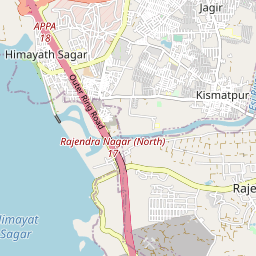 Jagir
APPA
18
Himayath Sagar
Outer Ring Road
Kismatpur
Rajendra Nagar (North)
17
Raje
Himayat
Sagar